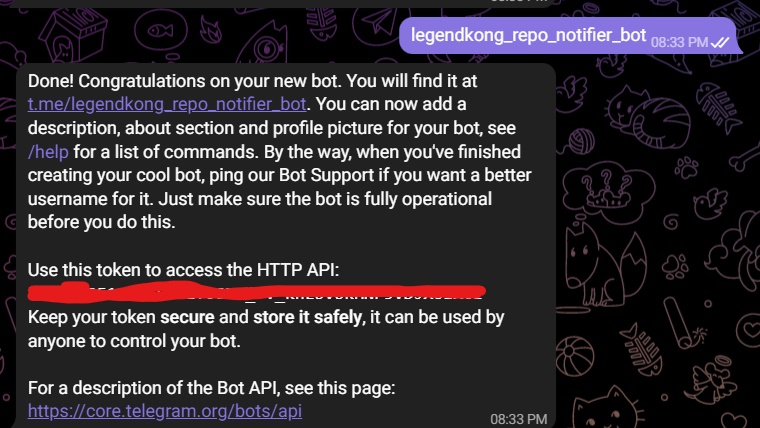 legendkong_repo_notifier_bot 08:33 PM
Done! Congratulations on your new bot. You will find it at
t.me/legendkong_repo_notifier_bot. You can now add a
description, about section and profile picture for your bot, see
/help for a list of commands. By the way, when you've finished
creating your cool bot, ping our Bot Support if you want a better
username for it. Just make sure the bot is fully operational
before you do this.
Use this token to access the HTTP API:
Keep your token secure and store it safely, it can be used by
anyone to control your bot.
For a description of the Bot API, see this page:
https://core.telegram.org/bots/api
08:33 PM